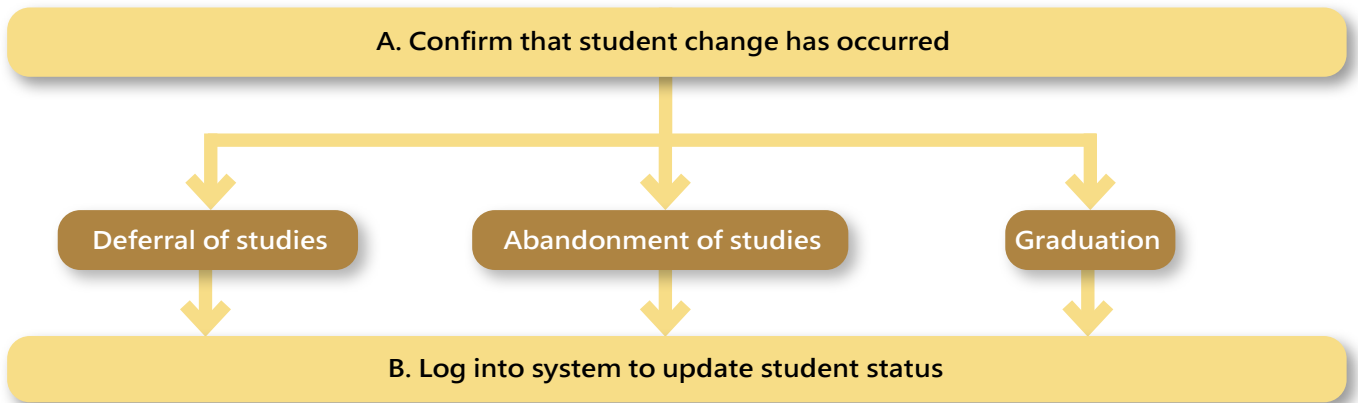 A. Confirm that student change has occurred
Deferral of studies
Abandonment of studies
Graduation
B. Log into system to update student status